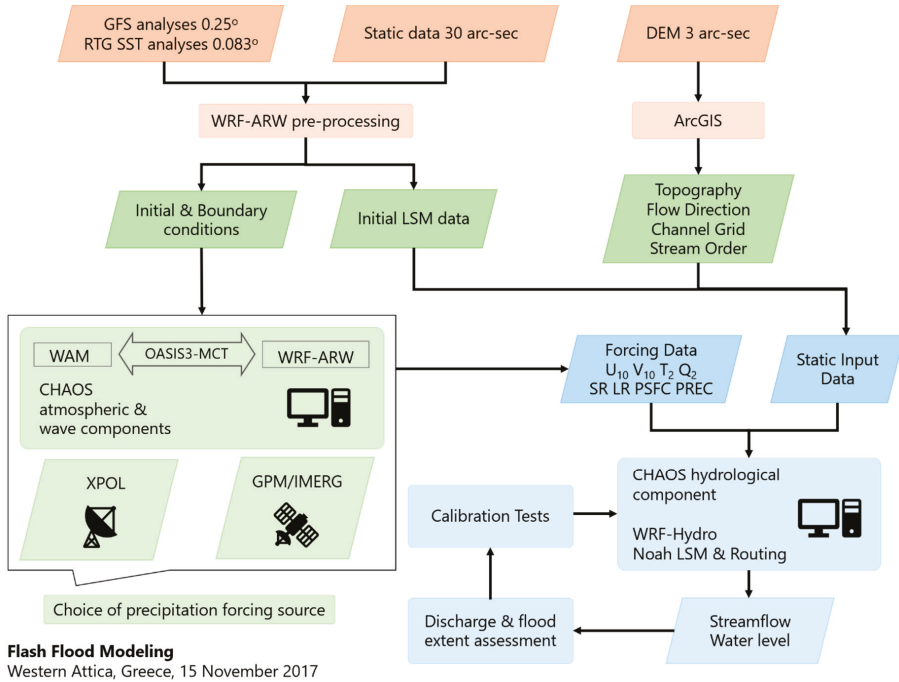 GFS analyses 0.25º
RTG SST analyses 0.083º
Static data 30 arc-sec
DEM 3 arc-sec
WRF-ARW pre-processing
ArcGIS
Initial & Boundary
conditions
Initial LSM data
Topography
Flow Direction
Channel Grid
Stream Order
WAM
OASIS3-MCT
WRF-ARW
CHAOS
atmospheric &
wave components
XPOL
GPM/IMERG
Choice of precipitation forcing source
Forcing Data
U₁₀ V₁₀ T₂ Q₂
SR LR PSFC PREC
Static Input
Data
CHAOS hydrological
component
WRF-Hydro
Noah LSM & Routing
Calibration Tests
Discharge & flood
extent assessment
Streamflow
Water level
Flash Flood Modeling
Western Attica, Greece, 15 November 2017